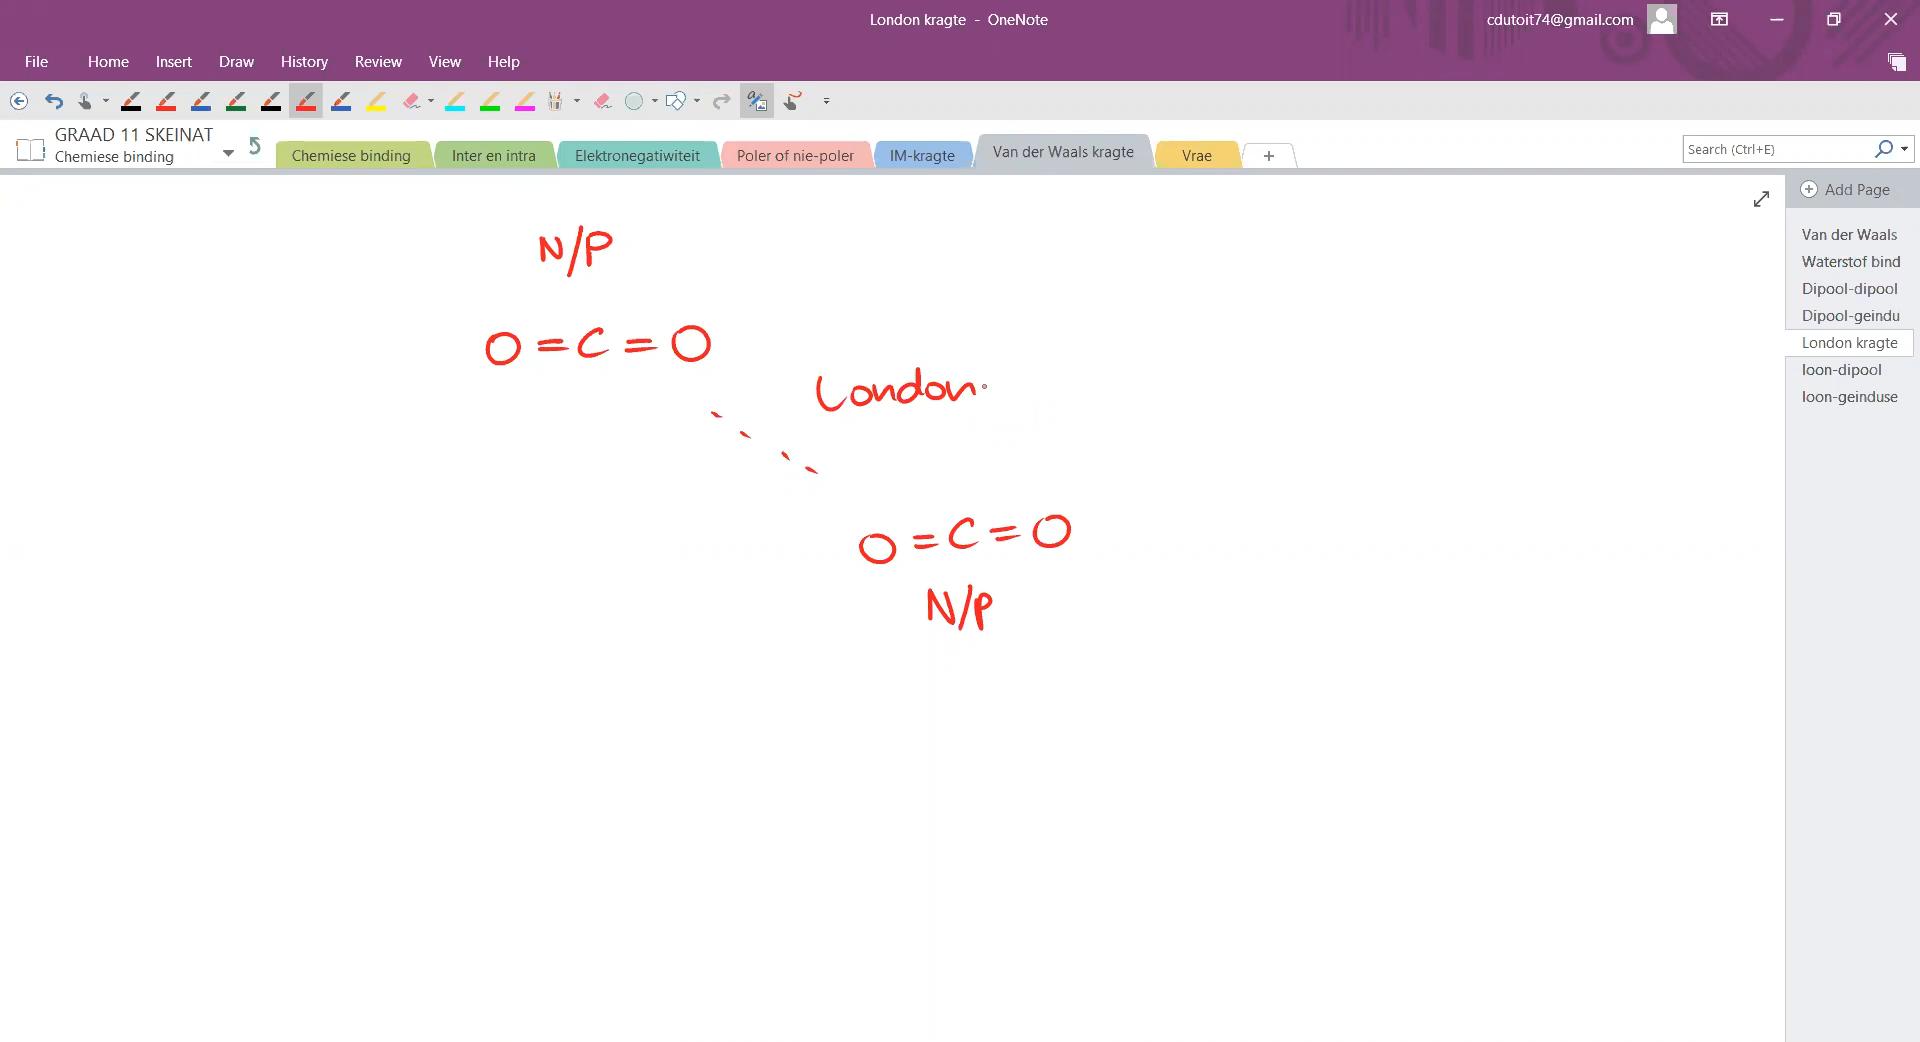 London kragte - OneNote
cdutoit74@gmail.com
File Home Insert Draw History Review View Help
GRAAD 11 SKEINAT
Chemiese binding
Chemiese binding Inter en intra Elektronegatiwiteit Poler of nie-poler IM-kragte Van der Waals kragte Vrae
Search (Ctrl+E)
Add Page
Van der Waals
Waterstof bind
Dipool-dipool
Dipool-geindu
London kragte
Ioon-dipool
Ioon-geinduse
N/P
O=C=O
London
O=C=O
N/P